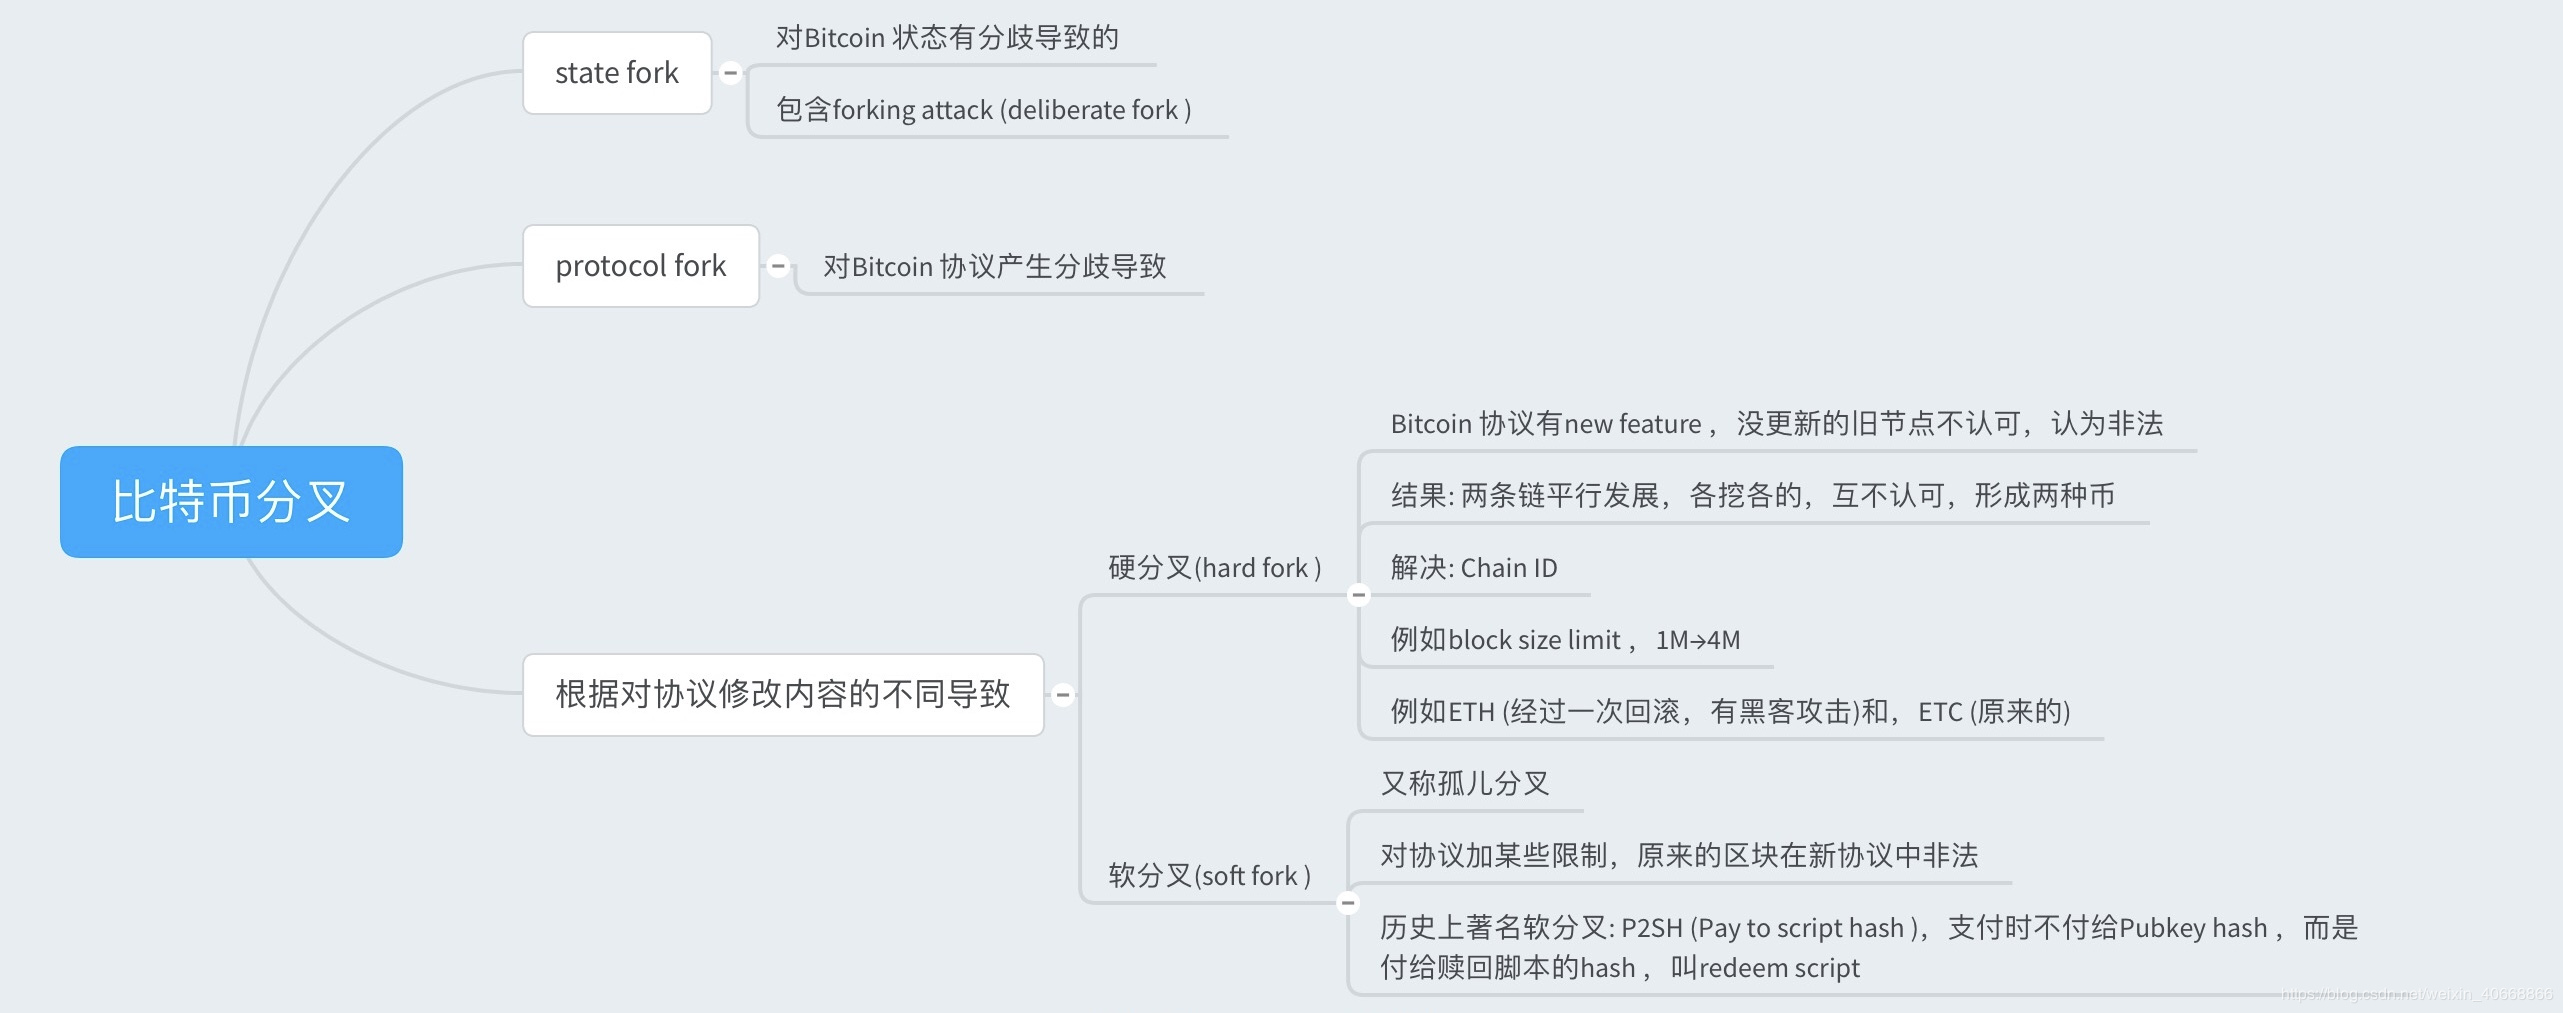 state fork
对Bitcoin 状态有分歧导致的
包含forking attack (deliberate fork )
protocol fork
对Bitcoin 协议产生分歧导致
比特币分叉
根据对协议修改内容的不同导致
硬分叉(hard fork )
Bitcoin 协议有new feature ，没更新的旧节点不认可，认为非法
结果: 两条链平行发展，各挖各的，互不认可，形成两种币
解决: Chain ID
例如block size limit ，1M→4M
例如ETH (经过一次回滚，有黑客攻击)和，ETC (原来的)
软分叉(soft fork )
又称孤儿分叉
对协议加某些限制，原来的区块在新协议中非法
历史上著名软分叉: P2SH (Pay to script hash )，支付时不付给Pubkey hash ，而是
付给赎回脚本的hash ，叫redeem script
https://blog.csdn.net/weixin_40668866